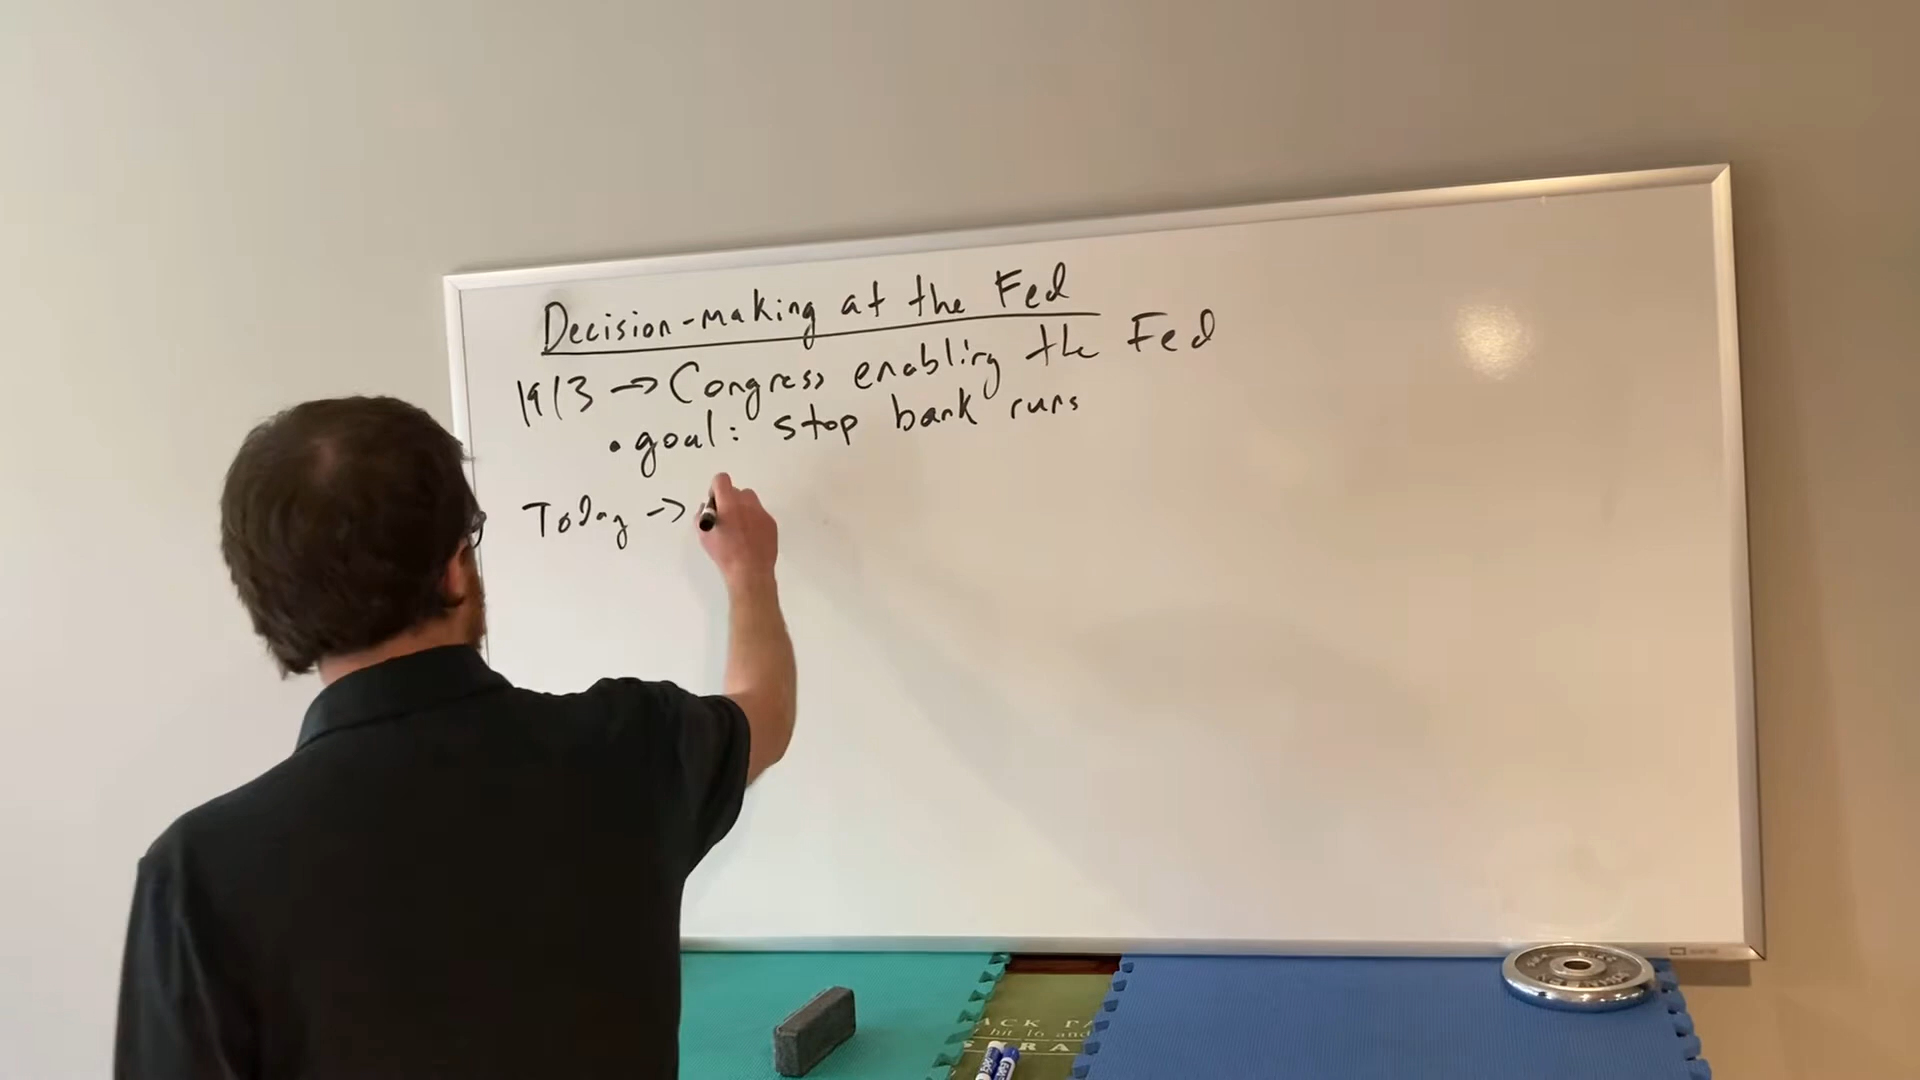 Decision-making at the Fed
1913 → Congress enabling the Fed
• goal: stop bank runs
Today →